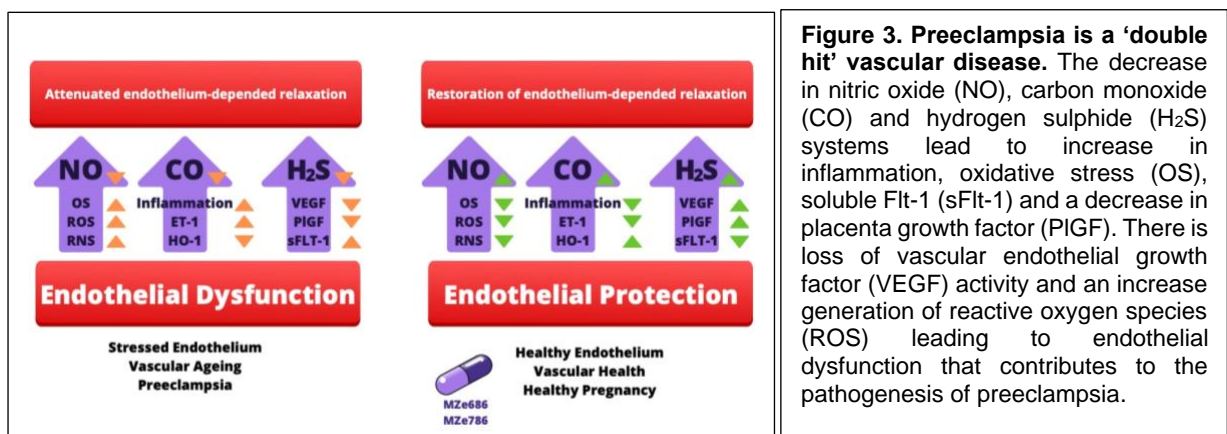 Attenuated endothelium-depended relaxation
NO CO H₂S
OS Inflammation VEGF
ROS ET-1 PlGF
RNS HO-1 sFLT-1
Endothelial Dysfunction
Stressed Endothelium
Vascular Ageing
Preeclampsia
Restoration of endothelium-depended relaxation
NO CO H₂S
OS Inflammation VEGF
ROS ET-1 PlGF
RNS HO-1 sFLT-1
Endothelial Protection
Healthy Endothelium
Vascular Health
Healthy Pregnancy
MZe686
MZe786
Figure 3. Preeclampsia is a ‘double
hit’ vascular disease. The decrease
in nitric oxide (NO), carbon monoxide
(CO) and hydrogen sulphide (H₂S)
systems lead to increase in
inflammation, oxidative stress (OS),
soluble Flt-1 (sFlt-1) and a decrease in
placenta growth factor (PlGF). There is
loss of vascular endothelial growth
factor (VEGF) activity and an increase
generation of reactive oxygen species
(ROS) leading to endothelial
dysfunction that contributes to the
pathogenesis of preeclampsia.